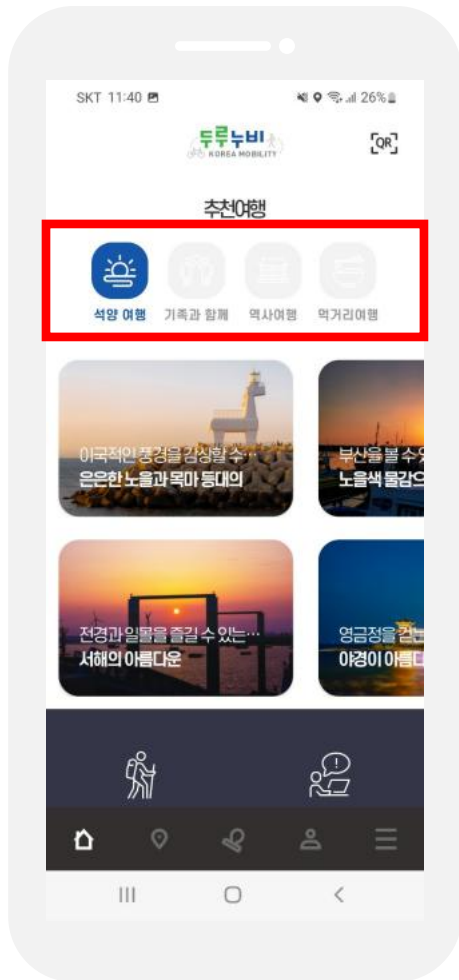 SKT 11:40 26%
두루누비
KOREA MOBILITY
[QR]
추천여행
석양 여행 가족과 함께 역사여행 먹거리여행
이국적인 풍경을 감상할 수…
은은한 노을과 목마 등대의
부산을 볼 수있
노을색 물감으
전경과 일몰을 즐길 수 있는…
서해의 아름다운
영금정을 걷는
야경이 아름다